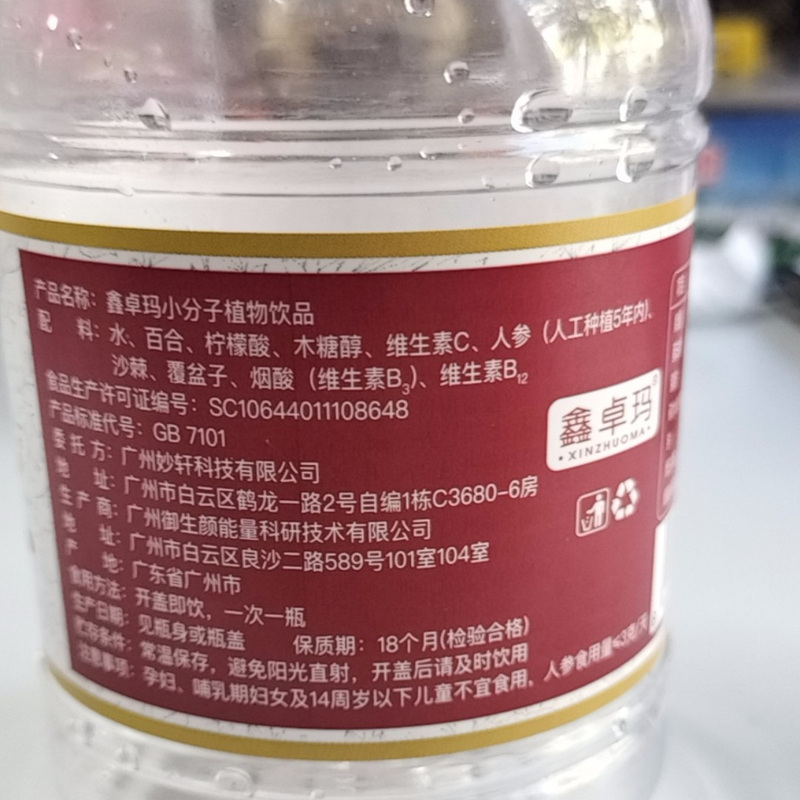 产品名称：鑫卓玛小分子植物饮品
配 料：水、百合、柠檬酸、木糖醇、维生素C、人参（人工种植5年内）、
沙棘、覆盆子、烟酸（维生素B3）、维生素B12
食品生产许可证编号：SC10644011108648
产品标准代号：GB 7101
委 托 方：广州妙轩科技有限公司
地 址：广州市白云区鹤龙一路2号自编1栋C3680-6房
生 产 商：广州御生颜能量科研技术有限公司
地 址：广州市白云区良沙二路589号101室104室
产 地：广东省广州市
食用方法：开盖即饮，一次一瓶
生产日期：见瓶身或瓶盖 保质期：18个月(检验合格)
贮存条件：常温保存，避免阳光直射，开盖后请及时饮用
注意事项：孕妇、哺乳期妇女及14周岁以下儿童不宜食用，人参食用量≤3克/天
鑫卓玛
XINZHUOMA